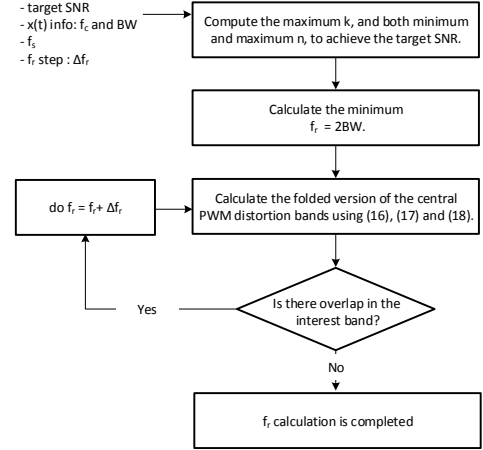 - target SNR
- x(t) info: fc and BW
- fs
- fr step : Δfr
Compute the maximum k, and both minimum
and maximum n, to achieve the target SNR.
Calculate the minimum
fr = 2BW.
do fr = fr+ Δfr
Calculate the folded version of the central
PWM distortion bands using (16), (17) and (18).
Is there overlap in the
interest band?
Yes
No
fr calculation is completed